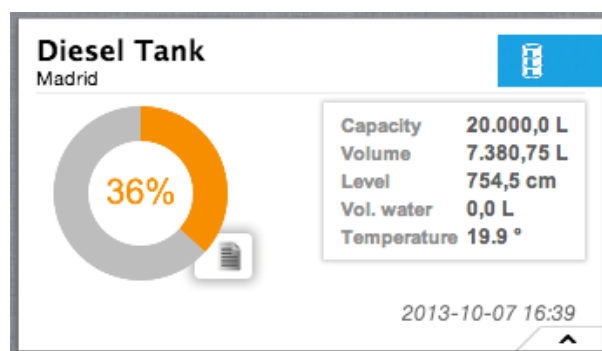 Diesel Tank
Madrid
36%
Capacity 20.000,0 L
Volume 7.380,75 L
Level 754,5 cm
Vol. water 0,0 L
Temperature 19.9 °
2013-10-07 16:39